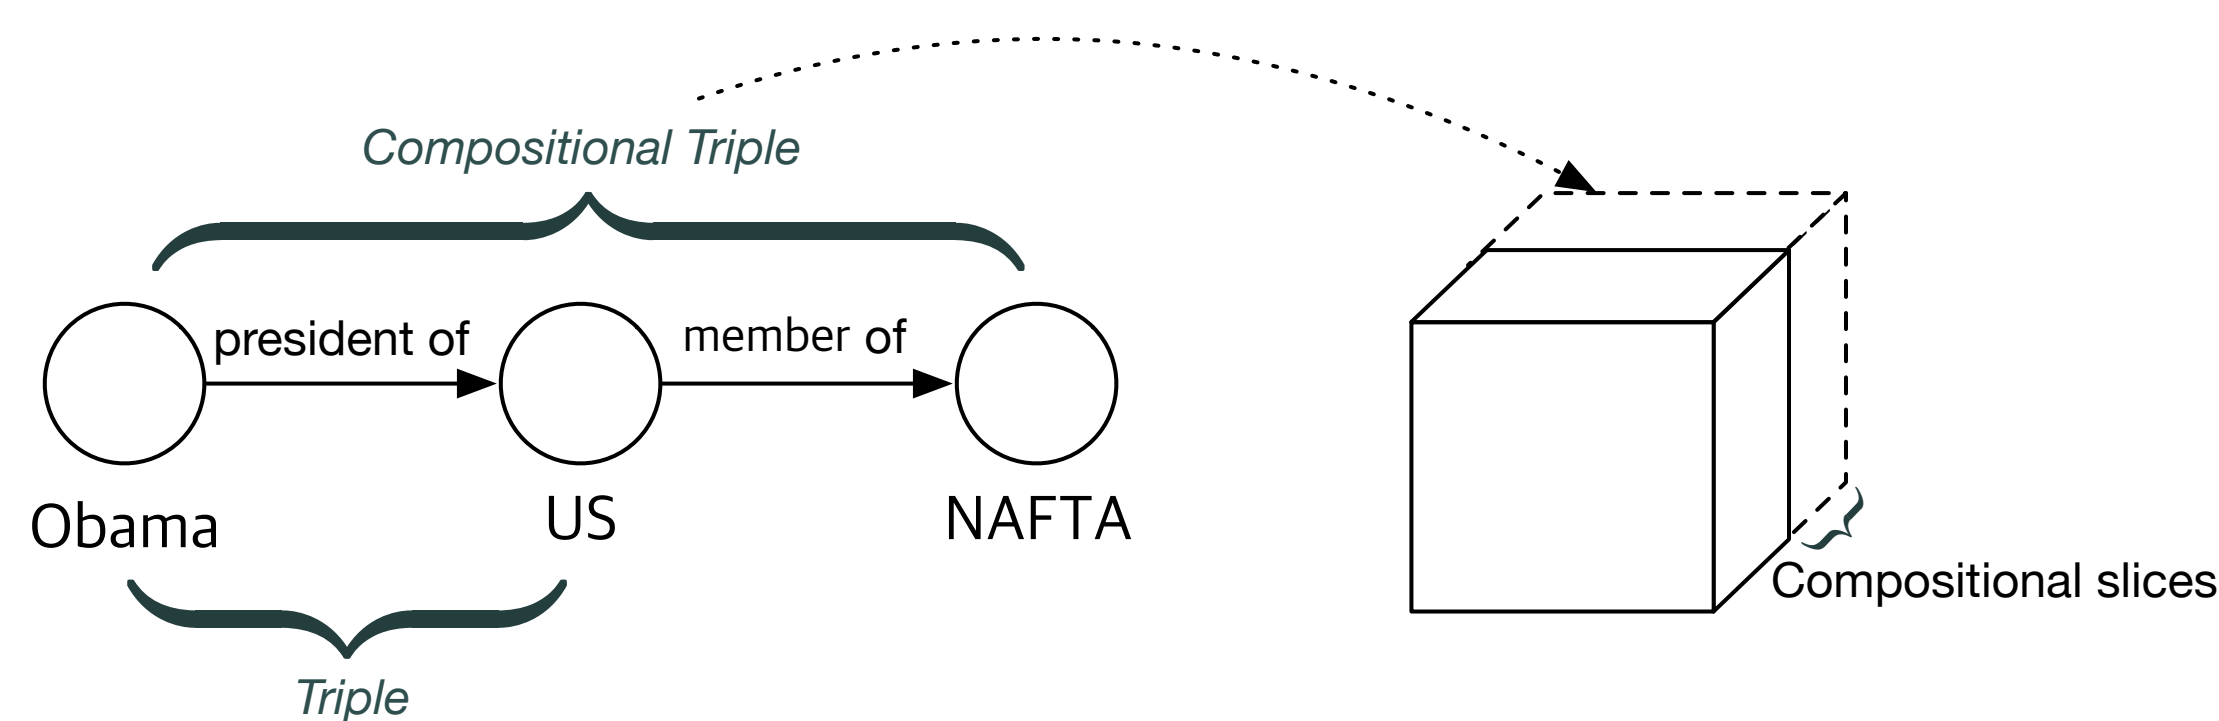 Compositional Triple
president of
member of
Obama
US
NAFTA
Compositional slices
Triple